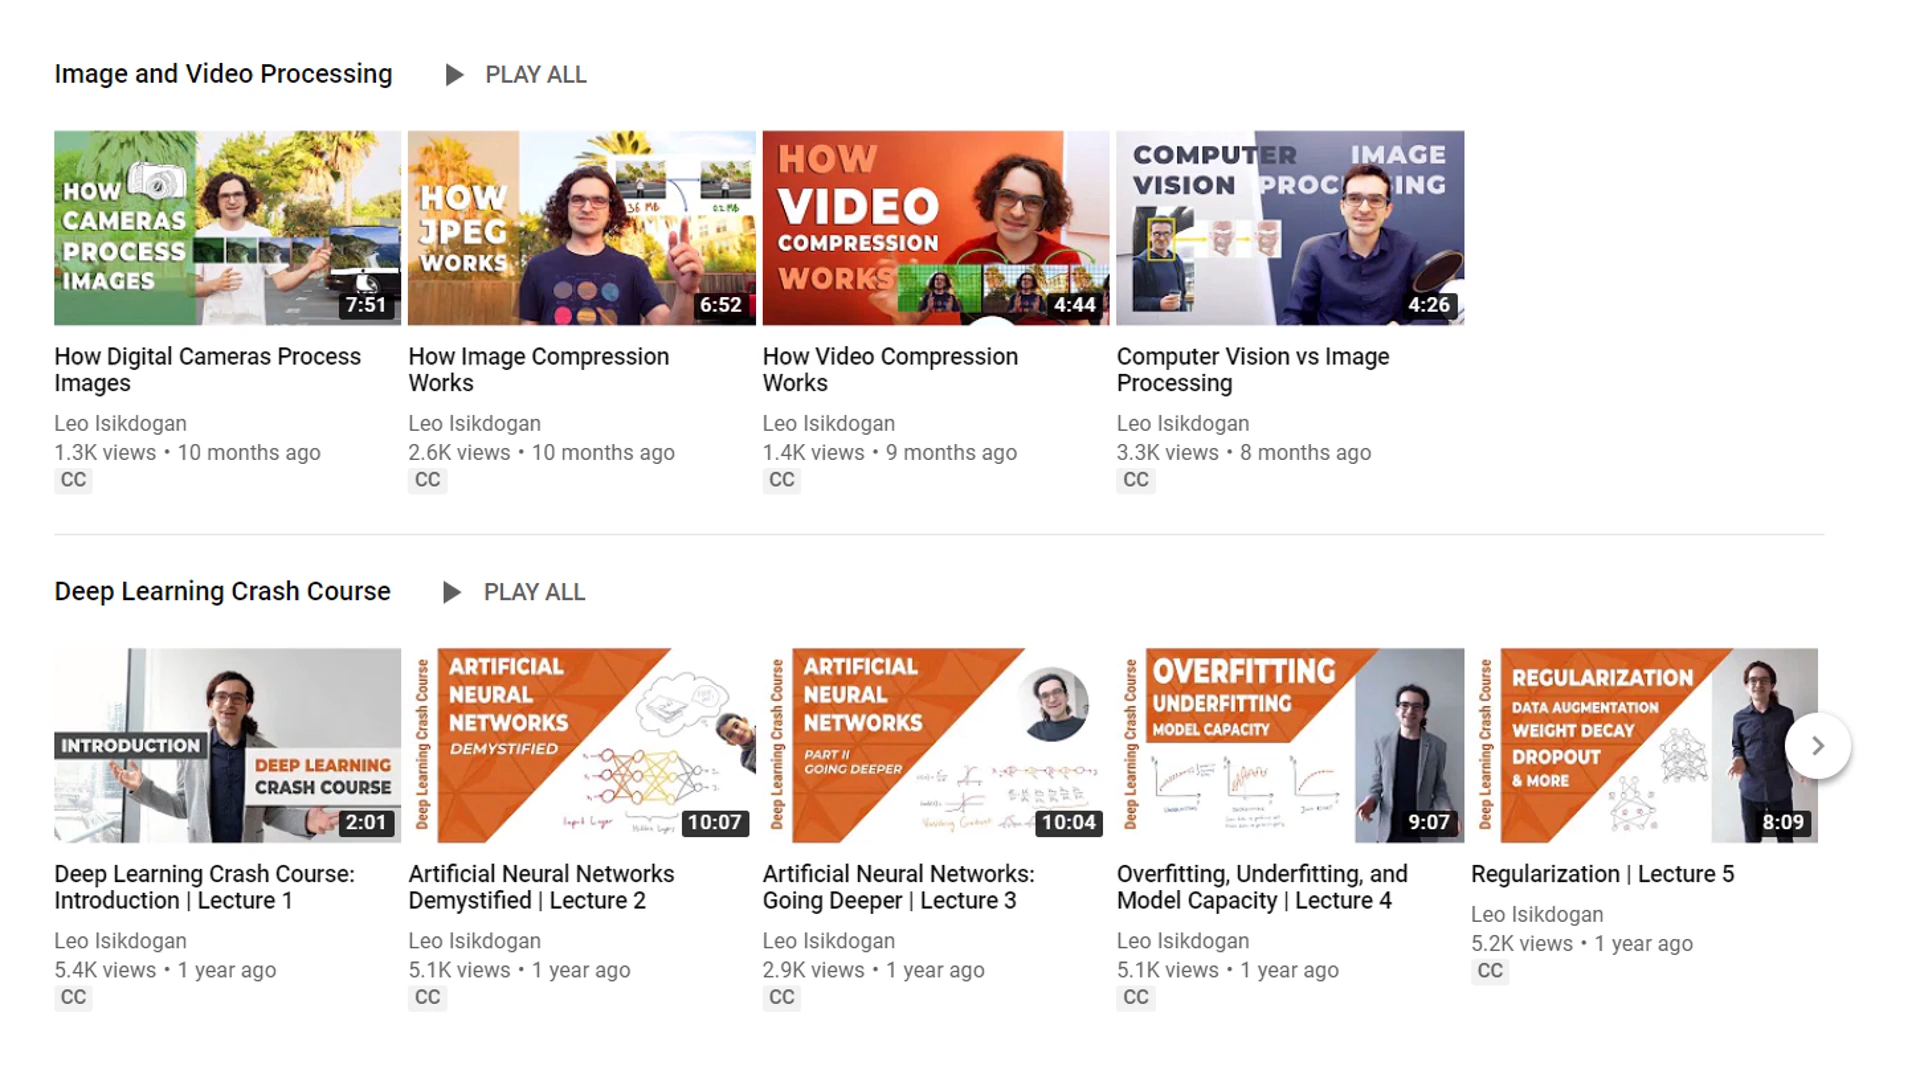 Image and Video Processing
PLAY ALL
HOW
CAMERAS
PROCESS
IMAGES
7:51
How Digital Cameras Process
Images
Leo Isikdogan
1.3K views • 10 months ago
CC
HOW
JPEG
WORKS
0.2 MB
6:52
How Image Compression
Works
Leo Isikdogan
2.6K views • 10 months ago
CC
HOW
VIDEO
COMPRESSION
WORKS
4:44
How Video Compression
Works
Leo Isikdogan
1.4K views • 9 months ago
CC
COMPUTER
VISION
IMAGE
4:26
Computer Vision vs Image
Processing
Leo Isikdogan
3.3K views • 8 months ago
CC
Deep Learning Crash Course
PLAY ALL
INTRODUCTION
DEEP LEARNING
CRASH COURSE
2:01
Deep Learning Crash Course:
Introduction | Lecture 1
Leo Isikdogan
5.4K views • 1 year ago
CC
Deep Learning Crash Course
ARTIFICIAL
NEURAL
NETWORKS
DEMYSTIFIED
Input Layer
Hidden Layers
10:07
Artificial Neural Networks
Demystified | Lecture 2
Leo Isikdogan
5.1K views • 1 year ago
CC
Deep Learning Crash Course
ARTIFICIAL
NEURAL
NETWORKS
PART II
GOING DEEPER
10:04
Artificial Neural Networks:
Going Deeper | Lecture 3
Leo Isikdogan
2.9K views • 1 year ago
CC
Deep Learning Crash Course
OVERFITTING
UNDERFITTING
MODEL CAPACITY
9:07
Overfitting, Underfitting, and
Model Capacity | Lecture 4
Leo Isikdogan
5.1K views • 1 year ago
CC
Deep Learning Crash Course
REGULARIZATION
DATA AUGMENTATION
WEIGHT DECAY
DROPOUT
& MORE
8:09
Regularization | Lecture 5
Leo Isikdogan
5.2K views • 1 year ago
CC